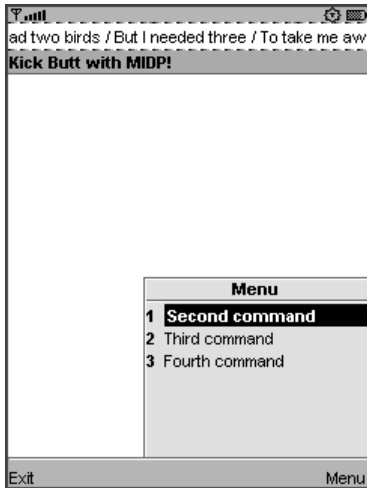 ad two birds / But I needed three / To take me aw
Kick Butt with MIDP!
Menu
1 Second command
2 Third command
3 Fourth command
Exit Menu